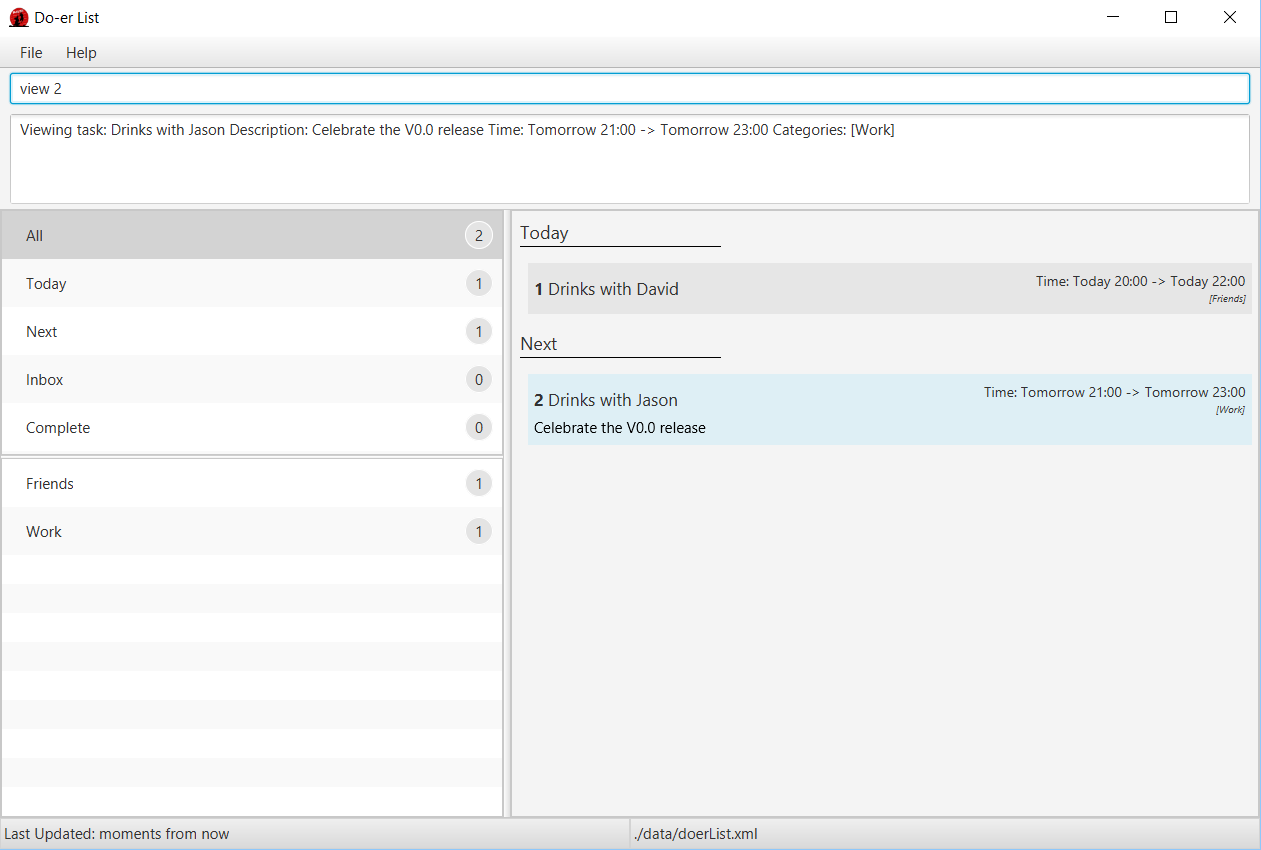 Do-er List
File Help
view 2
Viewing task: Drinks with Jason Description: Celebrate the V0.0 release Time: Tomorrow 21:00 -> Tomorrow 23:00 Categories: [Work]
All 2
Today 1
Next 1
Inbox 0
Complete 0
Friends 1
Work 1
Today
1 Drinks with David
Time: Today 20:00 -> Today 22:00
[Friends]
Next
2 Drinks with Jason
Time: Tomorrow 21:00 -> Tomorrow 23:00
[Work]
Celebrate the V0.0 release
Last Updated: moments from now
./data/doerList.xml